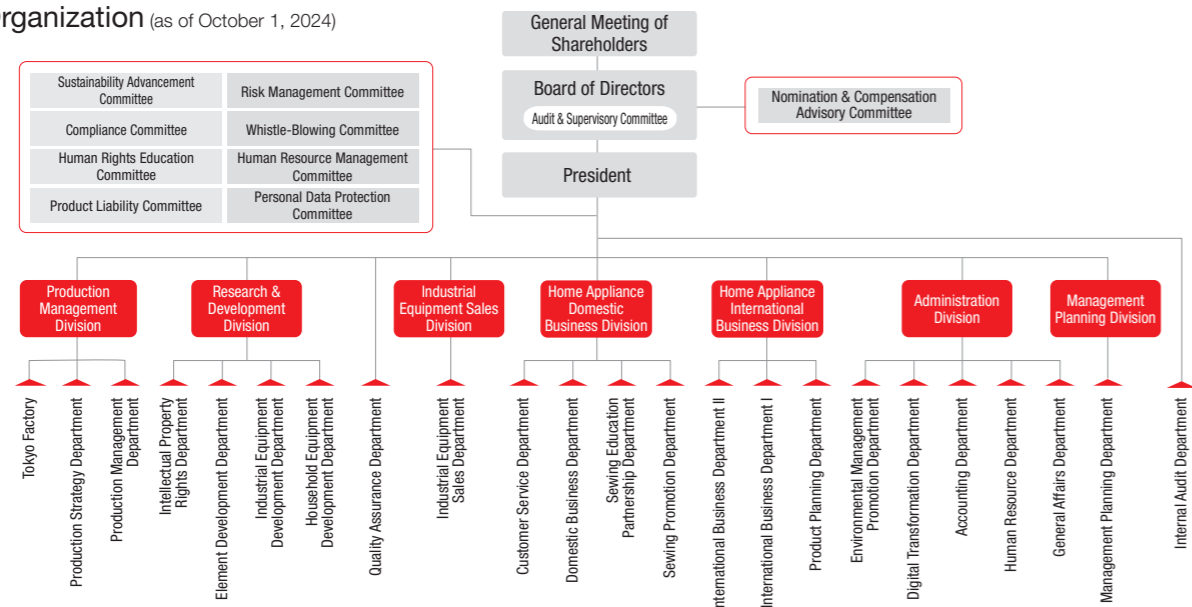 Organization (as of October 1, 2024)
General Meeting of
Shareholders
Board of Directors
Audit & Supervisory Committee
President
Nomination & Compensation
Advisory Committee
Sustainability Advancement
Committee
Risk Management Committee
Compliance Committee
Whistle-Blowing Committee
Human Rights Education
Committee
Human Resource Management
Committee
Product Liability Committee
Personal Data Protection
Committee
Production
Management
Division
Research &
Development
Division
Industrial
Equipment Sales
Division
Home Appliance
Domestic
Business Division
Home Appliance
International
Business Division
Administration
Division
Management
Planning Division
Tokyo Factory
Production Strategy Department
Production Management
Department
Intellectual Property
Rights Department
Element Development Department
Industrial Equipment
Development Department
Household Equipment
Development Department
Quality Assurance Department
Industrial Equipment
Sales Department
Customer Service Department
Domestic Business Department
Sewing Education
Partnership Department
Sewing Promotion Department
International Business Department II
International Business Department I
Product Planning Department
Environmental Management
Promotion Department
Digital Transformation Department
Accounting Department
Human Resource Department
General Affairs Department
Management Planning Department
Internal Audit Department